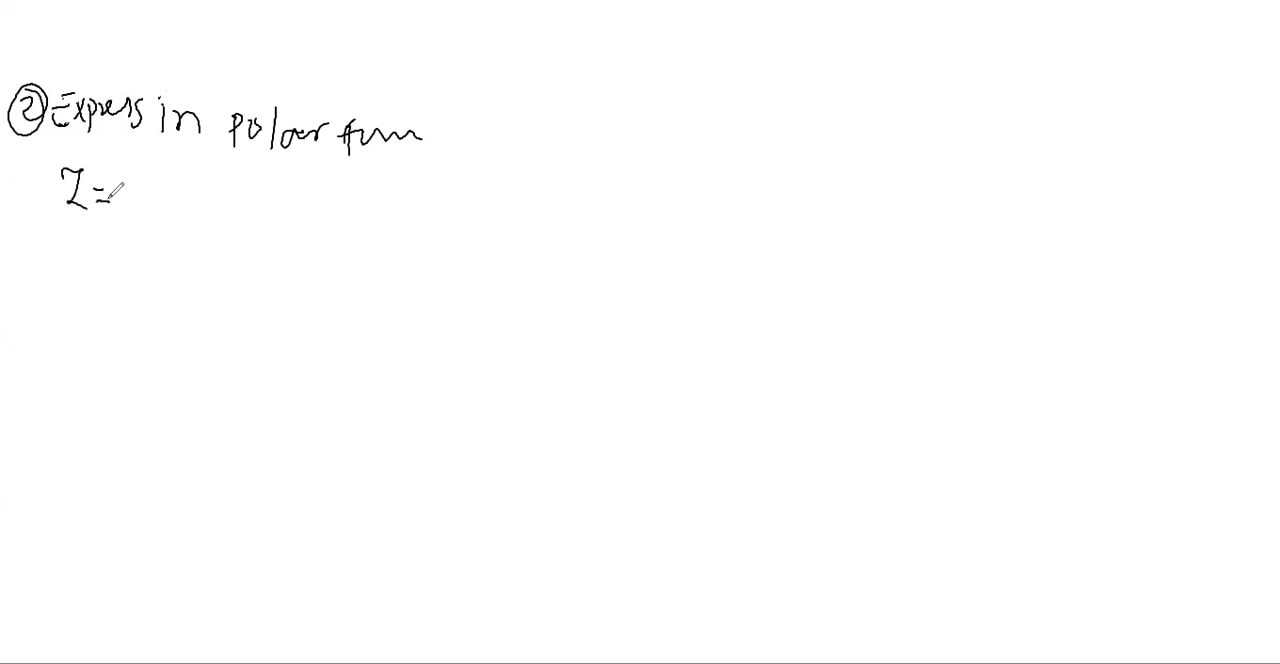 ② Express in polar form
Z=